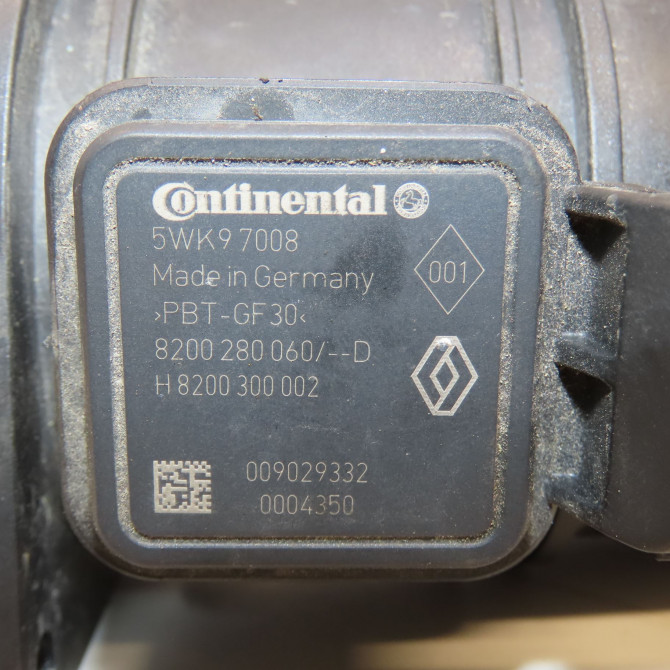 Continental
5WK9 7008
Made in Germany
001
›PBT-GF30‹
8200 280 060/--D
H 8200 300 002
009029332
0004350